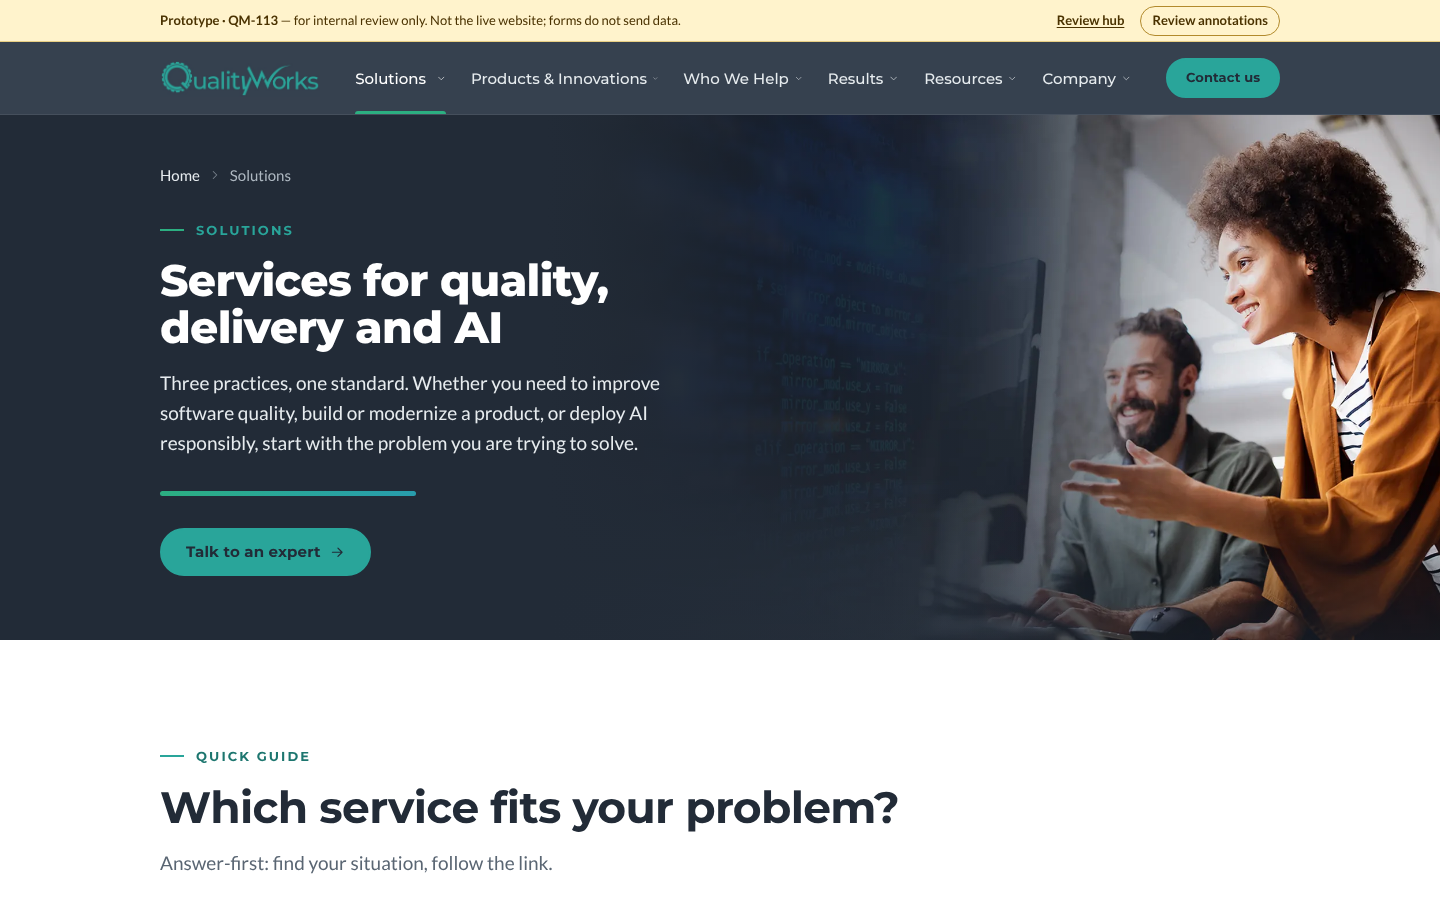 Prototype · QM-113 — for internal review only. Not the live website; forms do not send data.
Review hub
Review annotations
QualityWorks
Solutions
Products & Innovations
Who We Help
Results
Resources
Company
Contact us
Home
Solutions
SOLUTIONS
Services for quality,
delivery and AI
Three practices, one standard. Whether you need to improve
software quality, build or modernize a product, or deploy AI
responsibly, start with the problem you are trying to solve.
Talk to an expert
QUICK GUIDE
Which service fits your problem?
Answer-first: find your situation, follow the link.